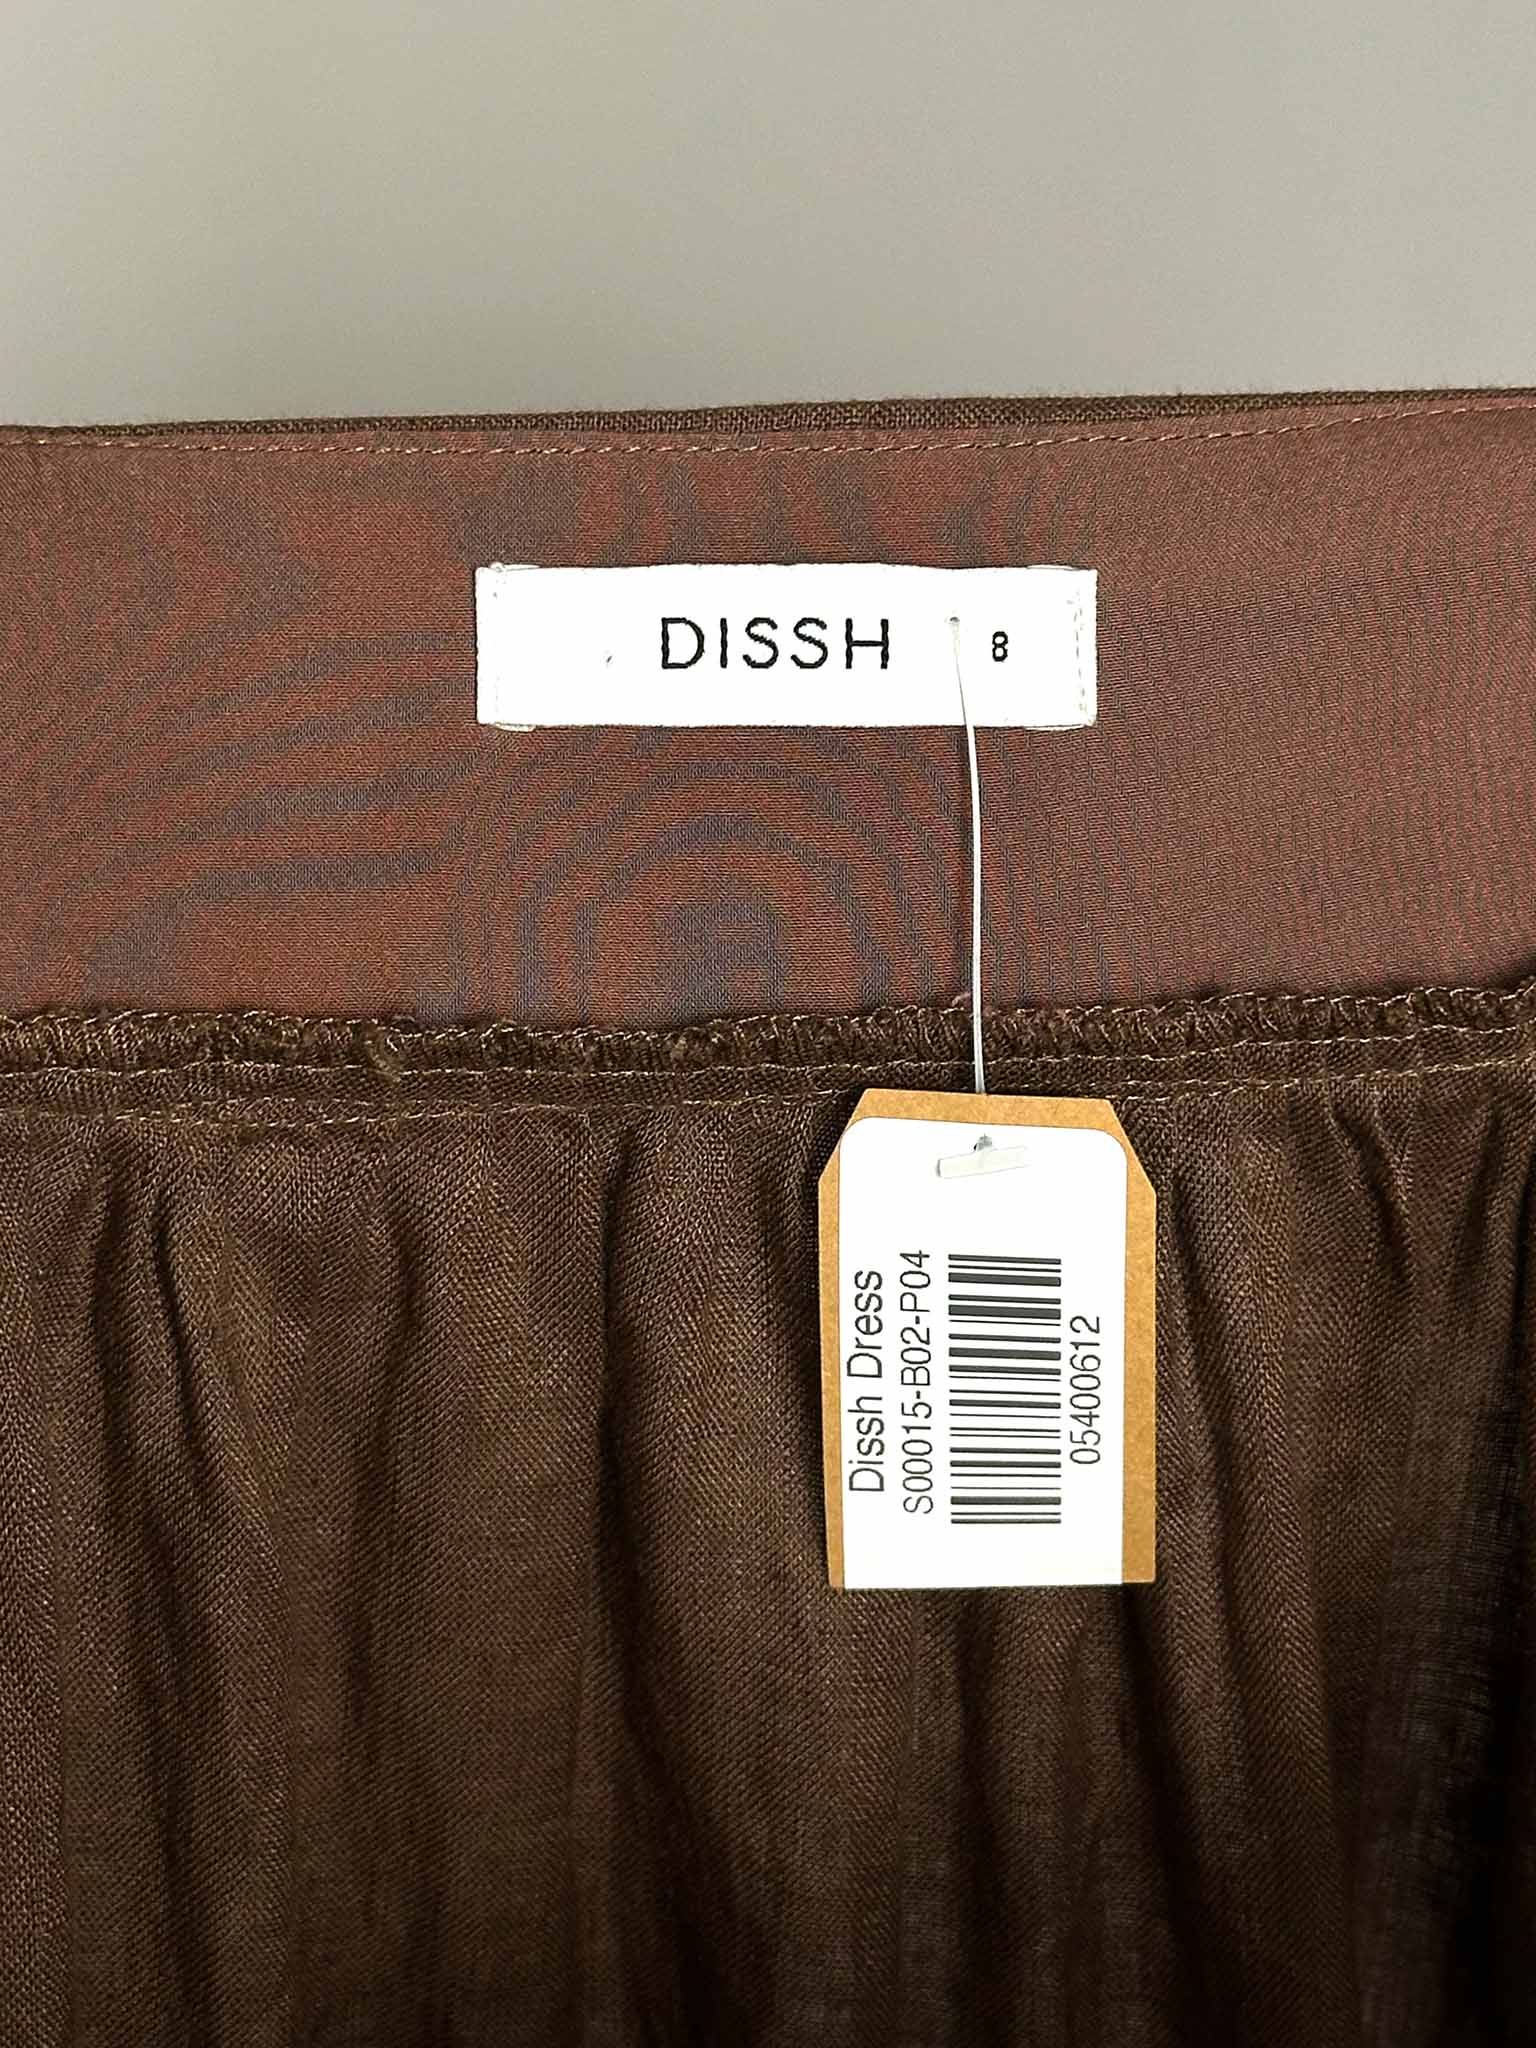 DISSH 8
Dissh Dress
S00015-B02-P04
05400612